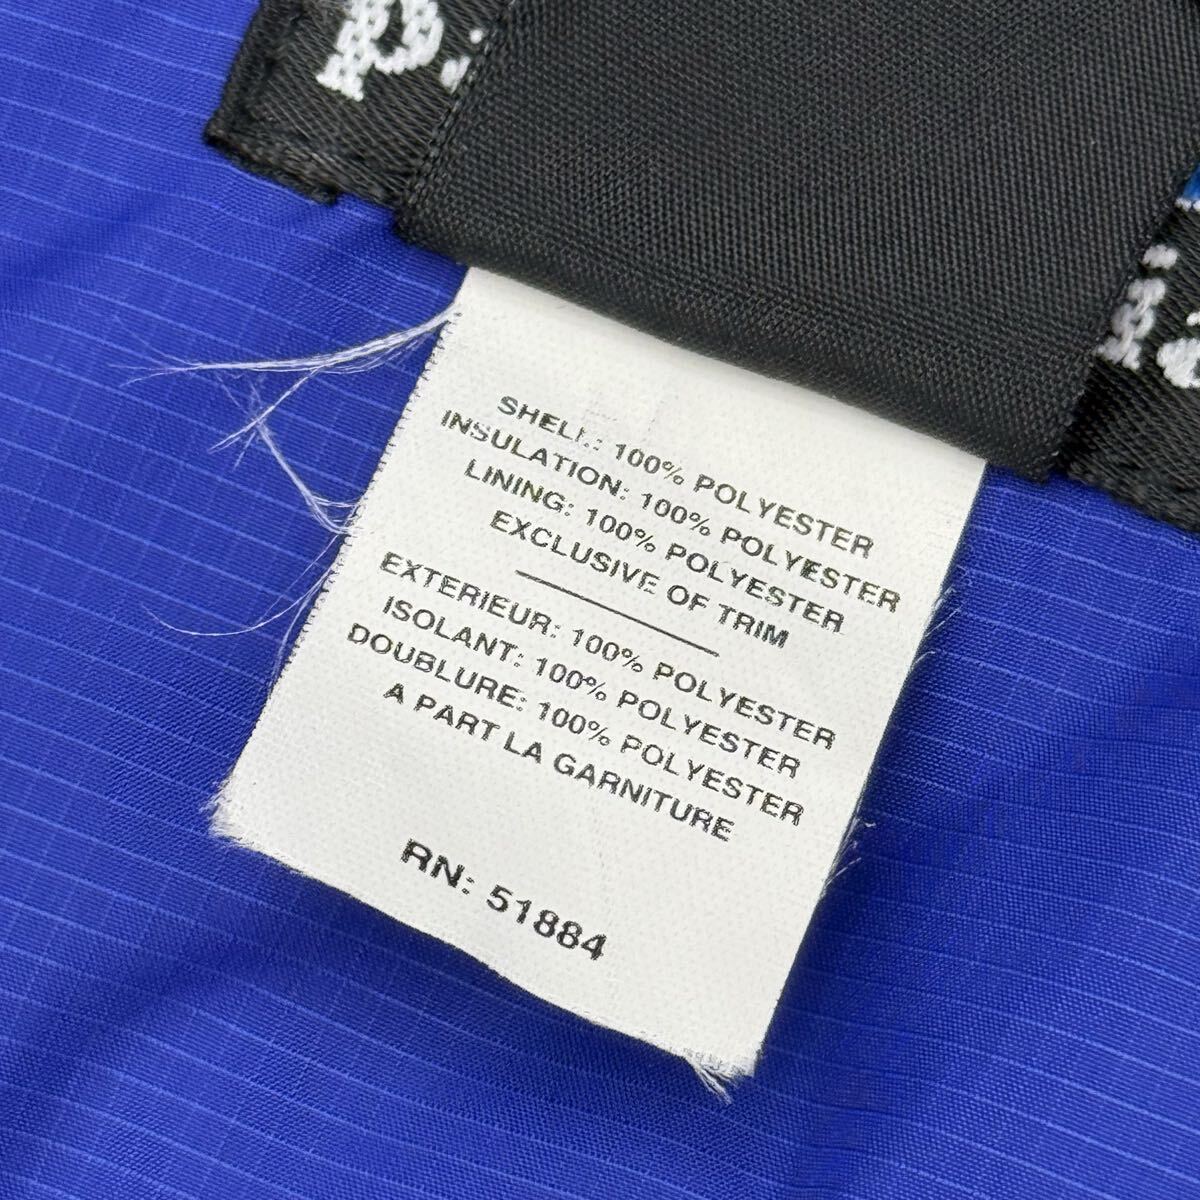 SHELL: 100% POLYESTER
INSULATION: 100% POLYESTER
LINING: 100% POLYESTER
EXCLUSIVE OF TRIM
EXTERIEUR: 100% POLYESTER
ISOLANT: 100% POLYESTER
DOUBLURE: 100% POLYESTER
A PART LA GARNITURE
RN: 51884